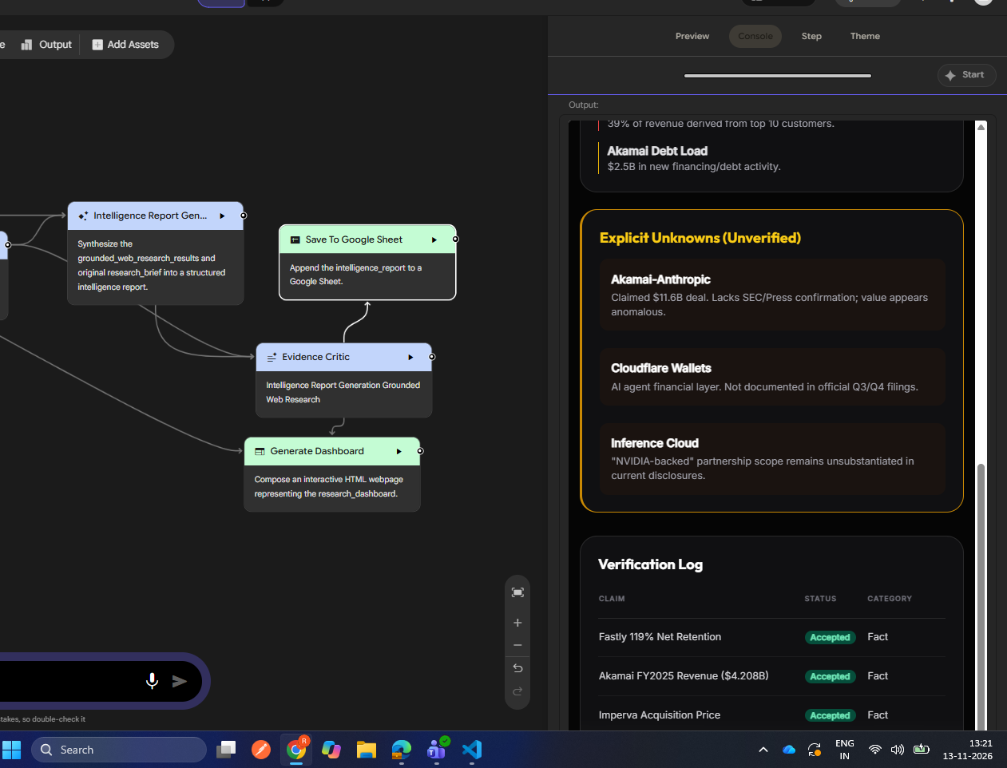 Output
Add Assets
Preview
Console
Step
Theme
Start
Output:
39% of revenue derived from top 10 customers.
Akamai Debt Load
$2.5B in new financing/debt activity.
Intelligence Report Gen...
Synthesize the
grounded_web_research_results and
original research_brief into a structured
intelligence report.
Save To Google Sheet
Append the intelligence_report to a
Google Sheet.
Evidence Critic
Intelligence Report Generation Grounded
Web Research
Generate Dashboard
Compose an interactive HTML webpage
representing the research_dashboard.
Explicit Unknowns (Unverified)
Akamai-Anthropic
Claimed $11.6B deal. Lacks SEC/Press confirmation; value appears
anomalous.
Cloudflare Wallets
AI agent financial layer. Not documented in official Q3/Q4 filings.
Inference Cloud
"NVIDIA-backed" partnership scope remains unsubstantiated in
current disclosures.
Verification Log
CLAIM STATUS CATEGORY
Fastly 119% Net Retention Accepted Fact
Akamai FY2025 Revenue ($4.208B) Accepted Fact
Imperva Acquisition Price Accepted Fact
takes, so double-check it
Search
R
ENG
IN
13:21
13-11-2026